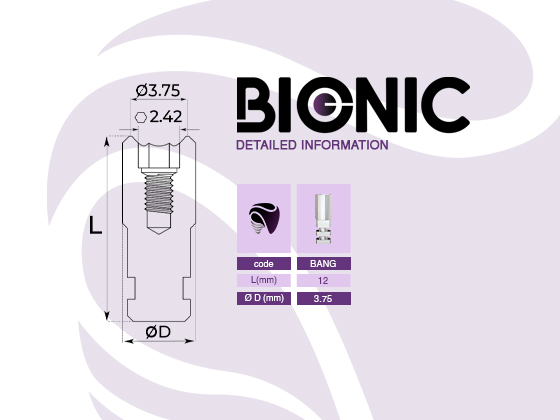 Ø3.75
2.42
L
ØD
BIONIC
DETAILED INFORMATION
code BANG
L(mm) 12
Ø D (mm) 3.75